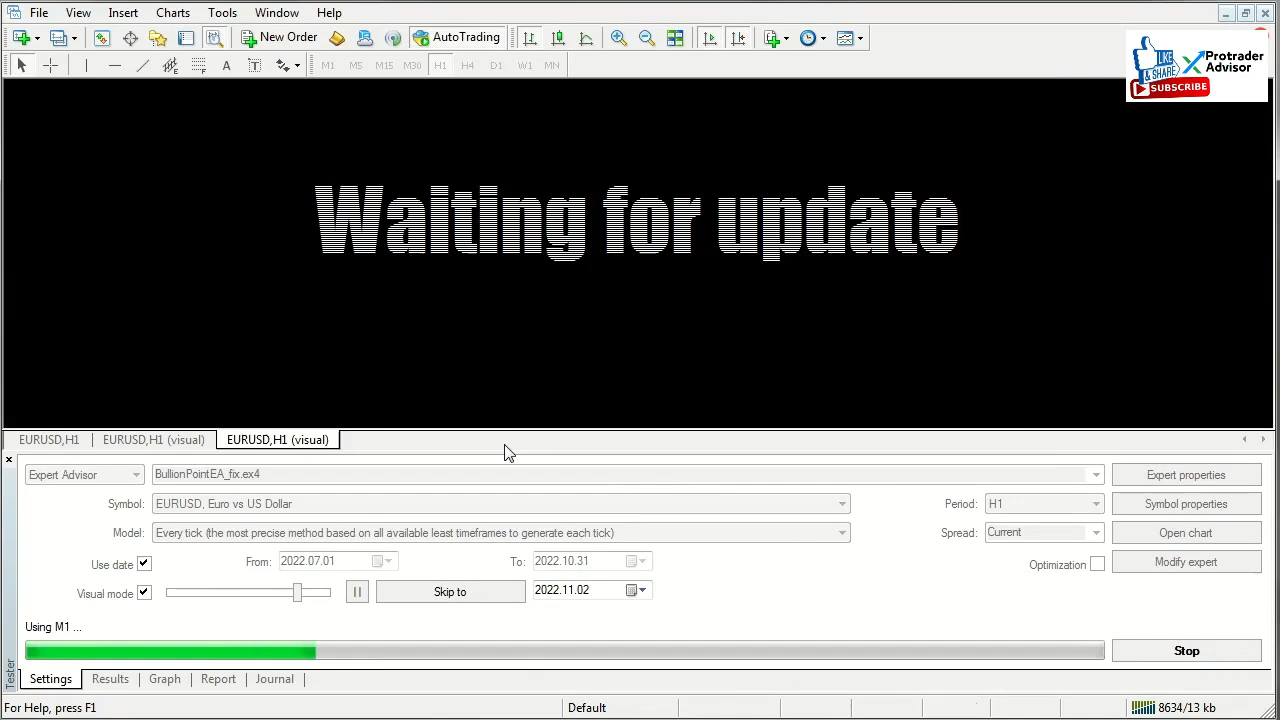 File View Insert Charts Tools Window Help
New Order AutoTrading
A T M1 M5 M15 M30 H1 H4 D1 W1 MN
LIKE & SHARE
SUBSCRIBE
Protrader
Advisor
Waiting for update
EURUSD,H1 EURUSD,H1 (visual) EURUSD,H1 (visual)
Expert Advisor BullionPointEA_fix.ex4 Expert properties
Symbol: EURUSD, Euro vs US Dollar Period: H1 Symbol properties
Model: Every tick (the most precise method based on all available least timeframes to generate each tick) Spread: Current Open chart
Use date From: 2022.07.01 To: 2022.10.31 Optimization Modify expert
Visual mode Skip to 2022.11.02
Using M1 ...
Stop
Tester
Settings Results Graph Report Journal
For Help, press F1 Default 8634/13 kb